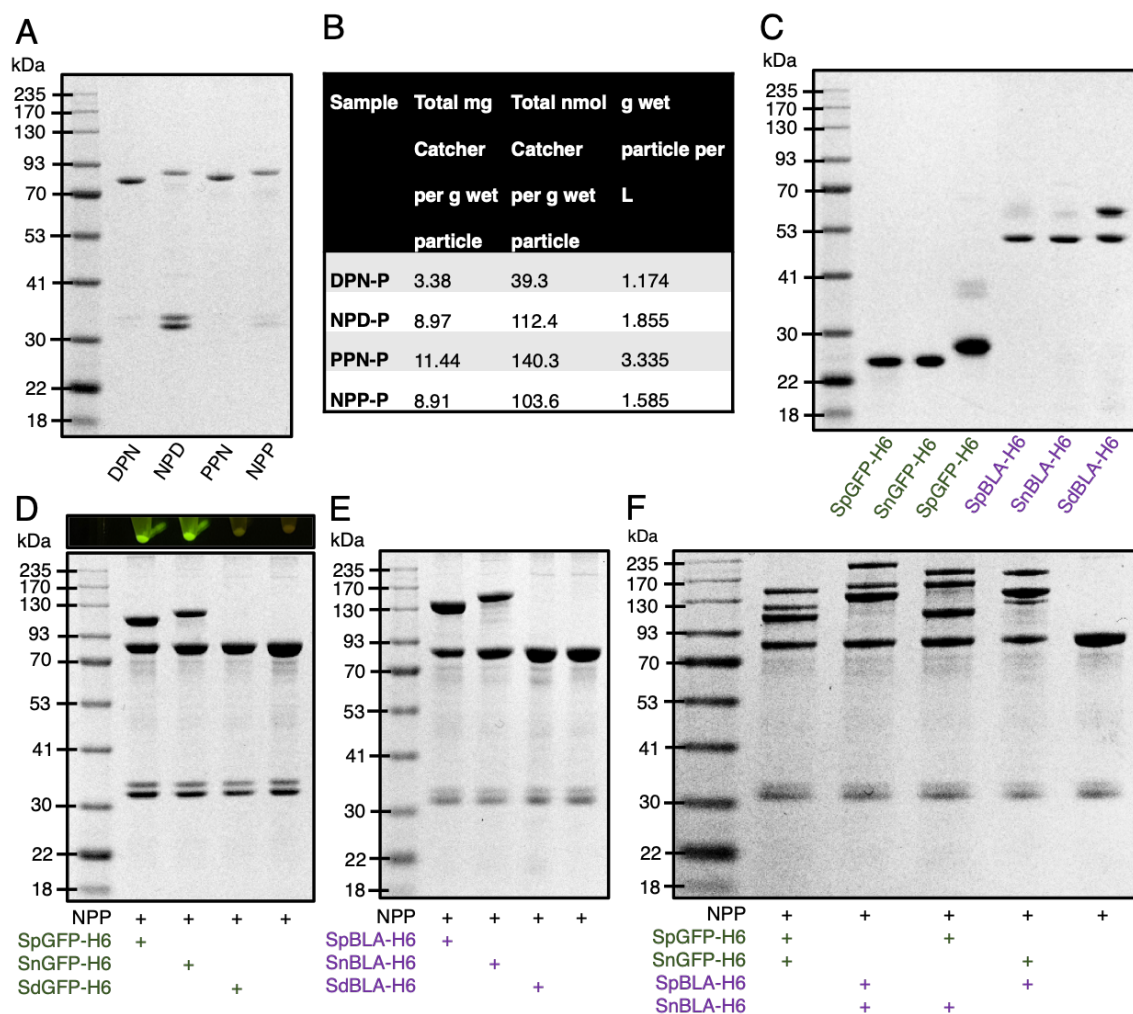 A
kDa
235
170
130
93
70
53
41
30
22
18
DPN
NPD
PPN
NPP
B
Sample Total mg Total nmol g wet
Catcher Catcher particle per
per g wet per g wet L
particle particle
DPN-P 3.38 39.3 1.174
NPD-P 8.97 112.4 1.855
PPN-P 11.44 140.3 3.335
NPP-P 8.91 103.6 1.585
C
kDa
235
170
130
93
70
53
41
30
22
18
SpGFP-H6
SnGFP-H6
SpGFP-H6
SpBLA-H6
SnBLA-H6
SdBLA-H6
D
kDa
235
170
130
93
70
53
41
30
22
18
NPP + + + +
SpGFP-H6 +
SnGFP-H6 +
SdGFP-H6 +
E
kDa
235
170
130
93
70
53
41
30
22
18
NPP + + + +
SpBLA-H6 +
SnBLA-H6 +
SdBLA-H6 +
F
kDa
235
170
130
93
70
53
41
30
22
18
NPP + + + + +
SpGFP-H6 + +
SnGFP-H6 + +
SpBLA-H6 + +
SnBLA-H6 + +